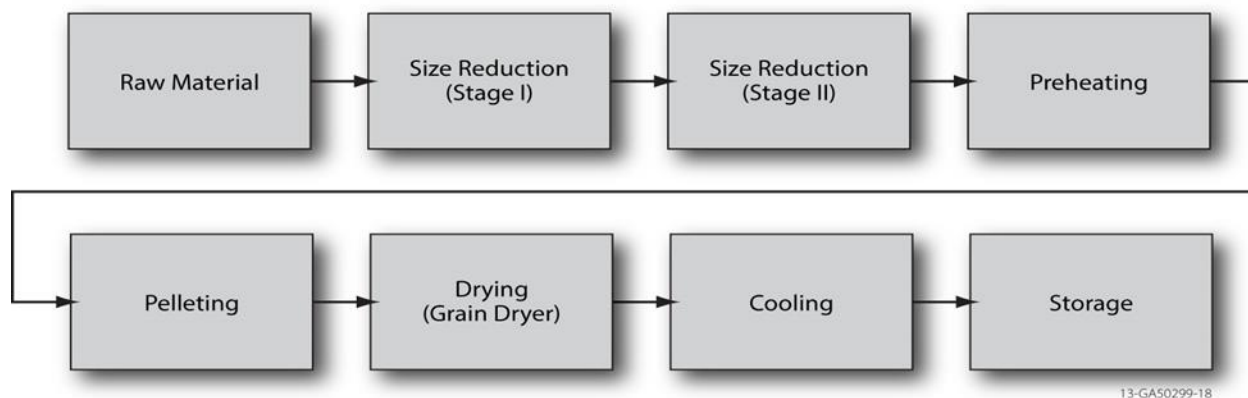 Raw Material
Size Reduction
(Stage I)
Size Reduction
(Stage II)
Preheating
Pelleting
Drying
(Grain Dryer)
Cooling
Storage
13-GA50299-18